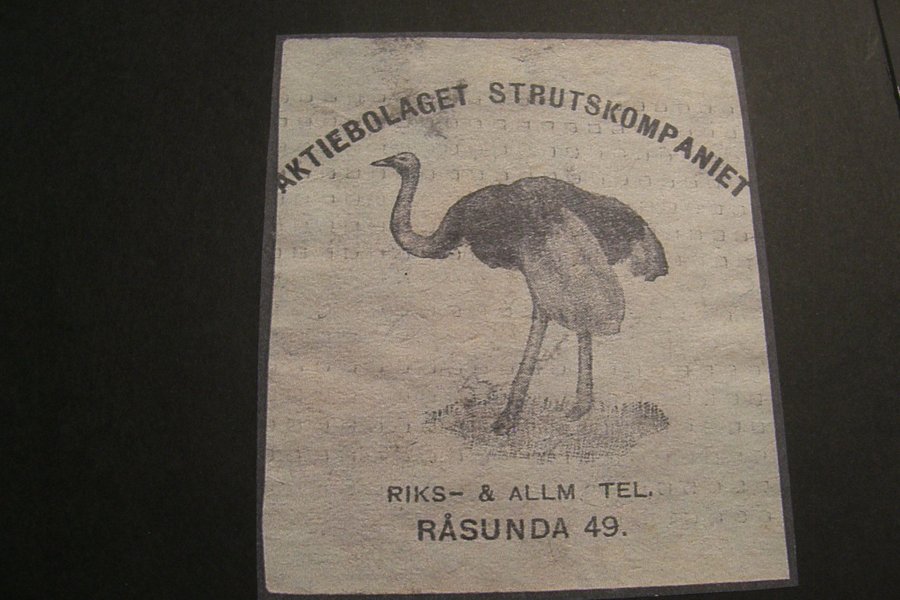 AKTIEBOLAGET STRUTSKOMPANIET
RIKS- & ALLM. TEL.
RÅSUNDA 49.